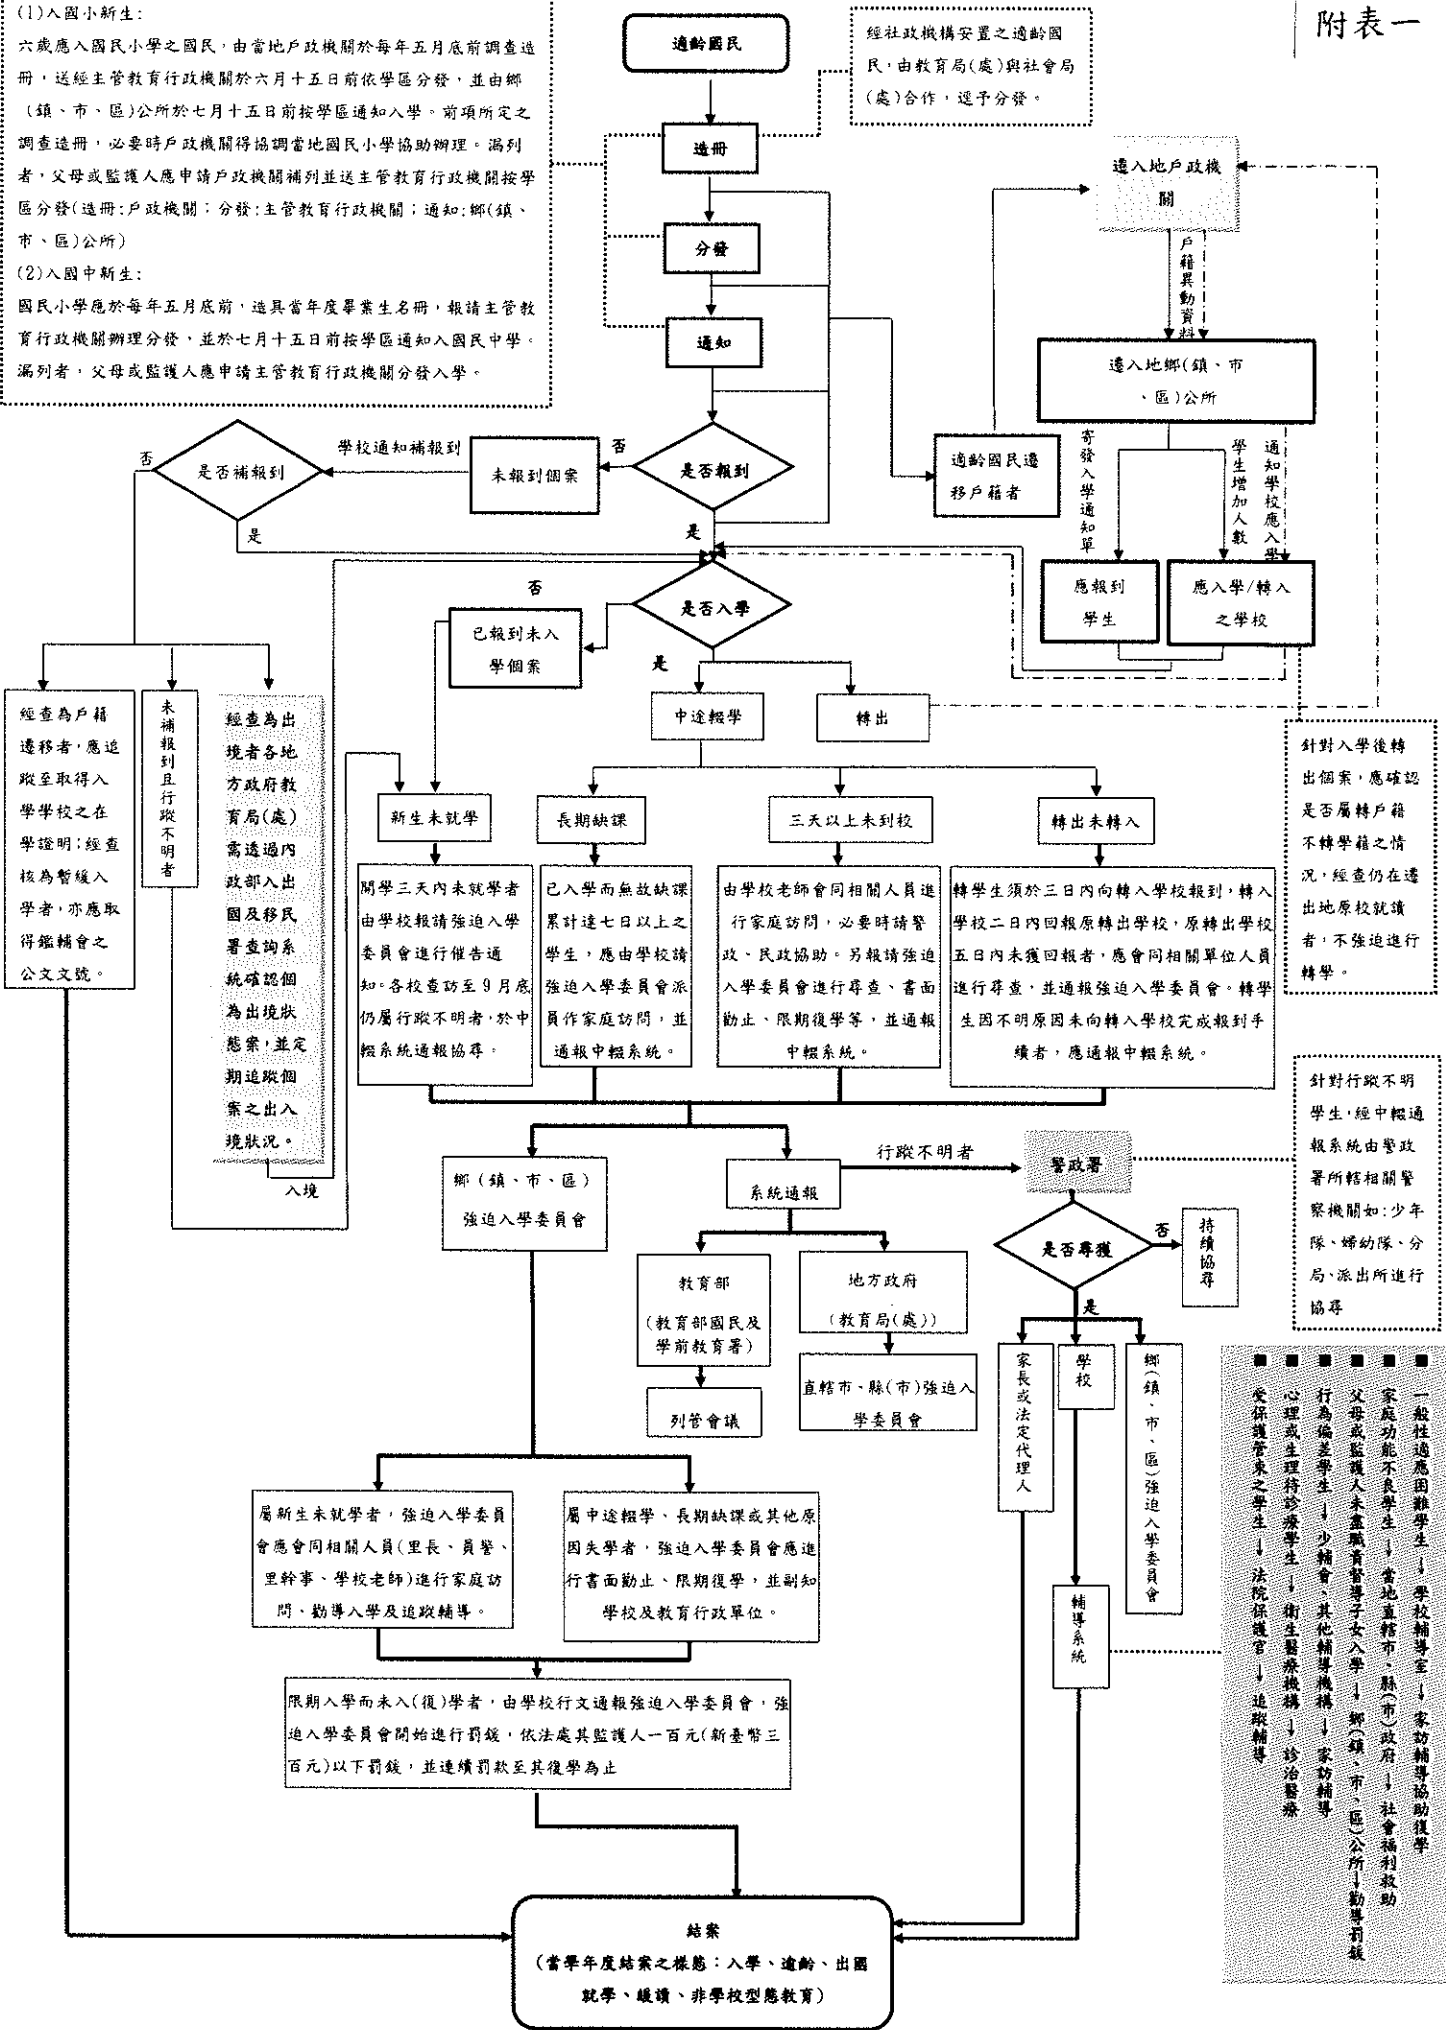 附表一
(1)入國小新生:
六歲應入國民小學之國民，由當地戶政機關於每年五月底前調查造
冊，送經主管教育行政機關於六月十五日前依學區分發，並由鄉
(鎮、市、區)公所於七月十五日前按學區通知入學。前項所定之
調查造冊，必要時戶政機關得協調當地國民小學協助辦理。漏列
者，父母或監護人應申請戶政機關補列並送主管教育行政機關按學
區分發(造冊:戶政機關；分發:主管教育行政機關；通知:鄉(鎮、
市、區)公所)
(2)入國中新生:
國民小學應於每年五月底前，造具當年度畢業生名冊，報請主管教
育行政機關辦理分發，並於七月十五日前按學區通知入國民中學。
漏列者，父母或監護人應申請主管教育行政機關分發入學。
適齡國民
經社政機構安置之適齡國
民，由教育局(處)與社會局
(處)合作，逕予分發。
造冊
分發
通知
遷入地戶政機
關
戶籍異動資料
遷入地鄉(鎮、市
、區)公所
寄發入學通知單
學生增加人數
通知學校應入學
適齡國民遷
移戶籍者
應報到
學生
應入學/轉入
之學校
是否報到
否
未報到個案
學校通知補報到
是否補報到
否
是
是
是否入學
否
已報到未入
學個案
是
中途輟學
轉出
經查為戶籍
遷移者，應追
蹤至取得入
學學校之在
學證明；經查
核為暫緩入
學者，亦應取
得鑑輔會之
公文文號。
未補報到且行蹤不明者
經查為出
境者各地
方政府教
育局(處)
需透過內
政部入出
國及移民
署查詢系
統確認個
為出境狀
態案，並定
期追蹤個
案之出入
境狀況。
入境
針對入學後轉
出個案，應確認
是否屬轉戶籍
不轉學籍之情
況，經查仍在遷
出地原校就讀
者，不強迫進行
轉學。
新生未就學
長期缺課
三天以上未到校
轉出未轉入
開學三天內未就學者
由學校報請強迫入學
委員會進行催告通
知。各校查訪至9月底
仍屬行蹤不明者，於中
輟系統通報協尋。
已入學而無故缺課
累計達七日以上之
學生，應由學校請
強迫入學委員會派
員作家庭訪問，並
通報中輟系統。
由學校老師會同相關人員進
行家庭訪問，必要時請警
政、民政協助。另報請強迫
入學委員會進行尋查、書面
勸止、限期復學等，並通報
中輟系統。
轉學生須於三日內向轉入學校報到，轉入
學校二日內回報原轉出學校，原轉出學校
五日內未獲回報者，應會同相關單位人員
進行尋查，並通報強迫入學委員會。轉學
生因不明原因未向轉入學校完成報到手
續者，應通報中輟系統。
鄉(鎮、市、區)
強迫入學委員會
系統通報
行蹤不明者
警政署
針對行蹤不明
學生，經中輟通
報系統由警政
署所轄相關警
察機關如:少年
隊、婦幼隊、分
局、派出所進行
協尋
是否尋獲
否
持續協尋
是
教育部
(教育部國民及
學前教育署)
列管會議
地方政府
(教育局(處))
直轄市、縣(市)強迫入
學委員會
家長或法定代理人
學校
鄉(鎮、市、區)強迫入學委員會
輔導系統
■ 一般性適應困難學生→學校輔導室→家訪輔導協助復學
■ 家庭功能不良學生→當地直轄市、縣(市)政府→社會福利救助
■ 父母或監護人未盡職責督導子女入學→鄉(鎮、市、區)公所→勸導罰鍰
■ 行為偏差學生→少輔會、其他輔導機構→家訪輔導
■ 心理或生理待診療學生→衛生醫療機構→診治醫療
■ 受保護管束之學生→法院保護官→追蹤輔導
屬新生未就學者，強迫入學委員
會應會同相關人員(里長、員警、
里幹事、學校老師)進行家庭訪
問、勸導入學及追蹤輔導。
屬中途輟學、長期缺課或其他原
因失學者，強迫入學委員會應進
行書面勸止、限期復學，並副知
學校及教育行政單位。
限期入學而未入(復)學者，由學校行文通報強迫入學委員會，強
迫入學委員會開始進行罰鍰，依法處其監護人一百元(新臺幣三
百元)以下罰鍰，並連續罰款至其復學為止
結案
(當學年度結案之樣態：入學、逾齡、出國
就學、緩讀、非學校型態教育)